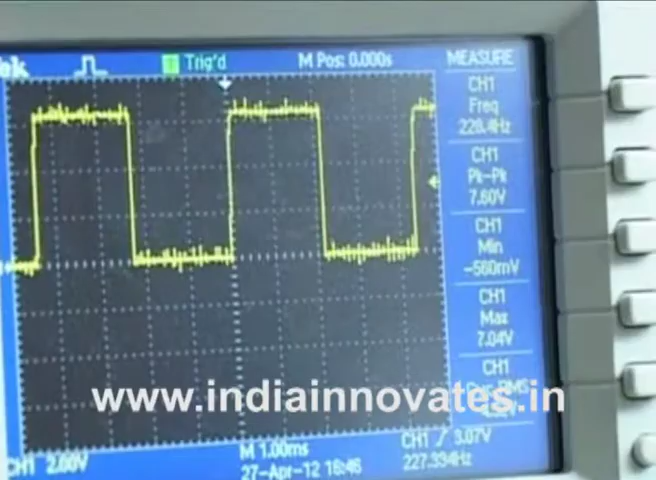 Tek
Trig'd
M Pos: 0.000s
MEASURE
CH1
Freq
228.4Hz
CH1
Pk-Pk
7.60V
CH1
Min
-560mV
CH1
Max
7.04V
CH1
www.indiainnovates.in
CH1 2.00V
M 1.00ms
CH1 / 3.07V
27-Apr-12 16:46
227.334Hz